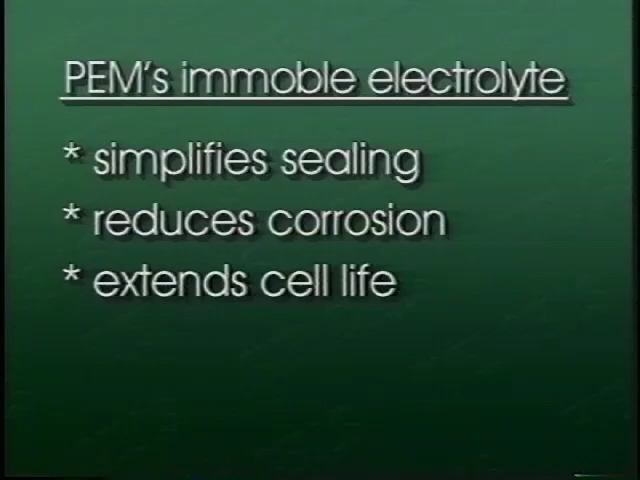 PEM's immoble electrolyte
* simplifies sealing
* reduces corrosion
* extends cell life